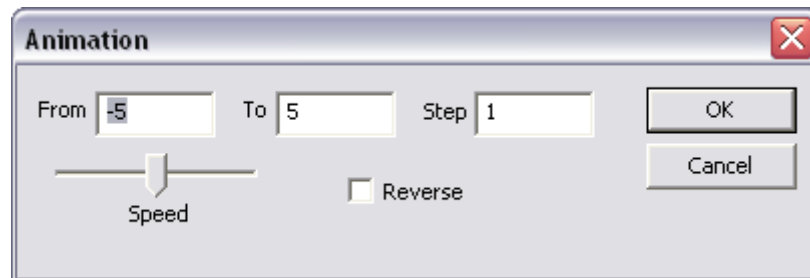 Animation
From -5 To 5 Step 1 OK
Cancel
Reverse
Speed